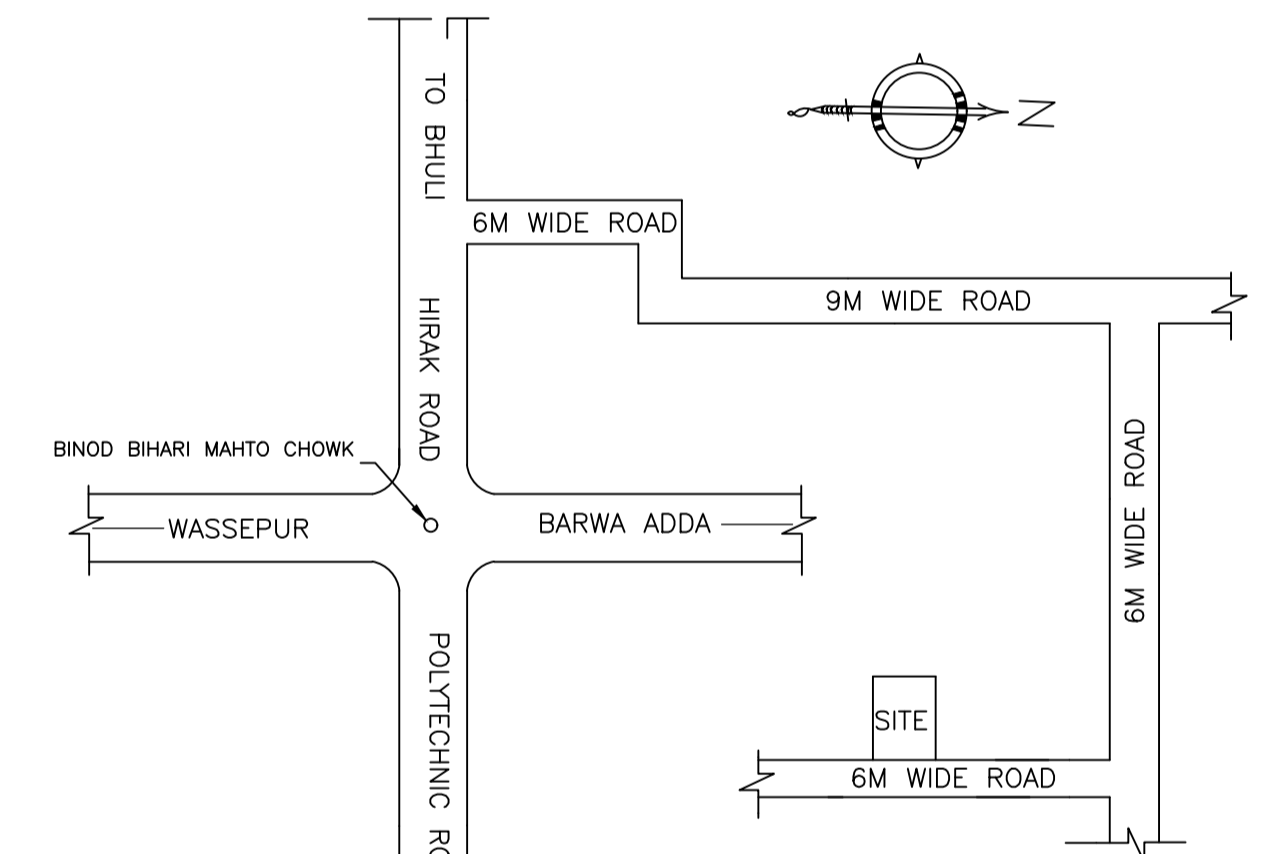 TO BHULI
N
6M WIDE ROAD
9M WIDE ROAD
HIRAK ROAD
6M WIDE ROAD
BINOD BIHARI MAHTO CHOWK
WASSEPUR
BARWA ADDA
POLYTECHNIC
SITE
6M WIDE ROAD